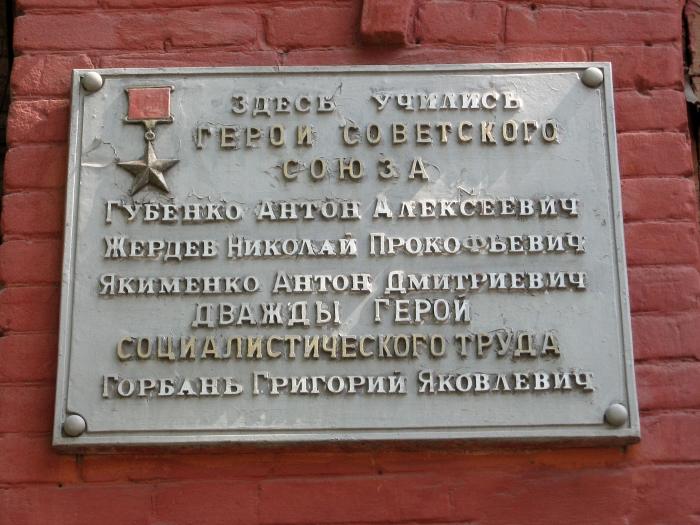 ЗДЕСЬ УЧИЛИСЬ
ГЕРОИ СОВЕТСКОГО
СОЮЗА
ГУБЕНКО АНТОН АЛЕКСЕЕВИЧ
ЖЕРДЕВ НИКОЛАЙ ПРОКОФЬЕВИЧ
ЯКИМЕНКО АНТОН ДМИТРИЕВИЧ
ДВАЖДЫ ГЕРОЙ
СОЦИАЛИСТИЧЕСКОГО ТРУДА
ГОРБАНЬ ГРИГОРИЙ ЯКОВЛЕВИЧ